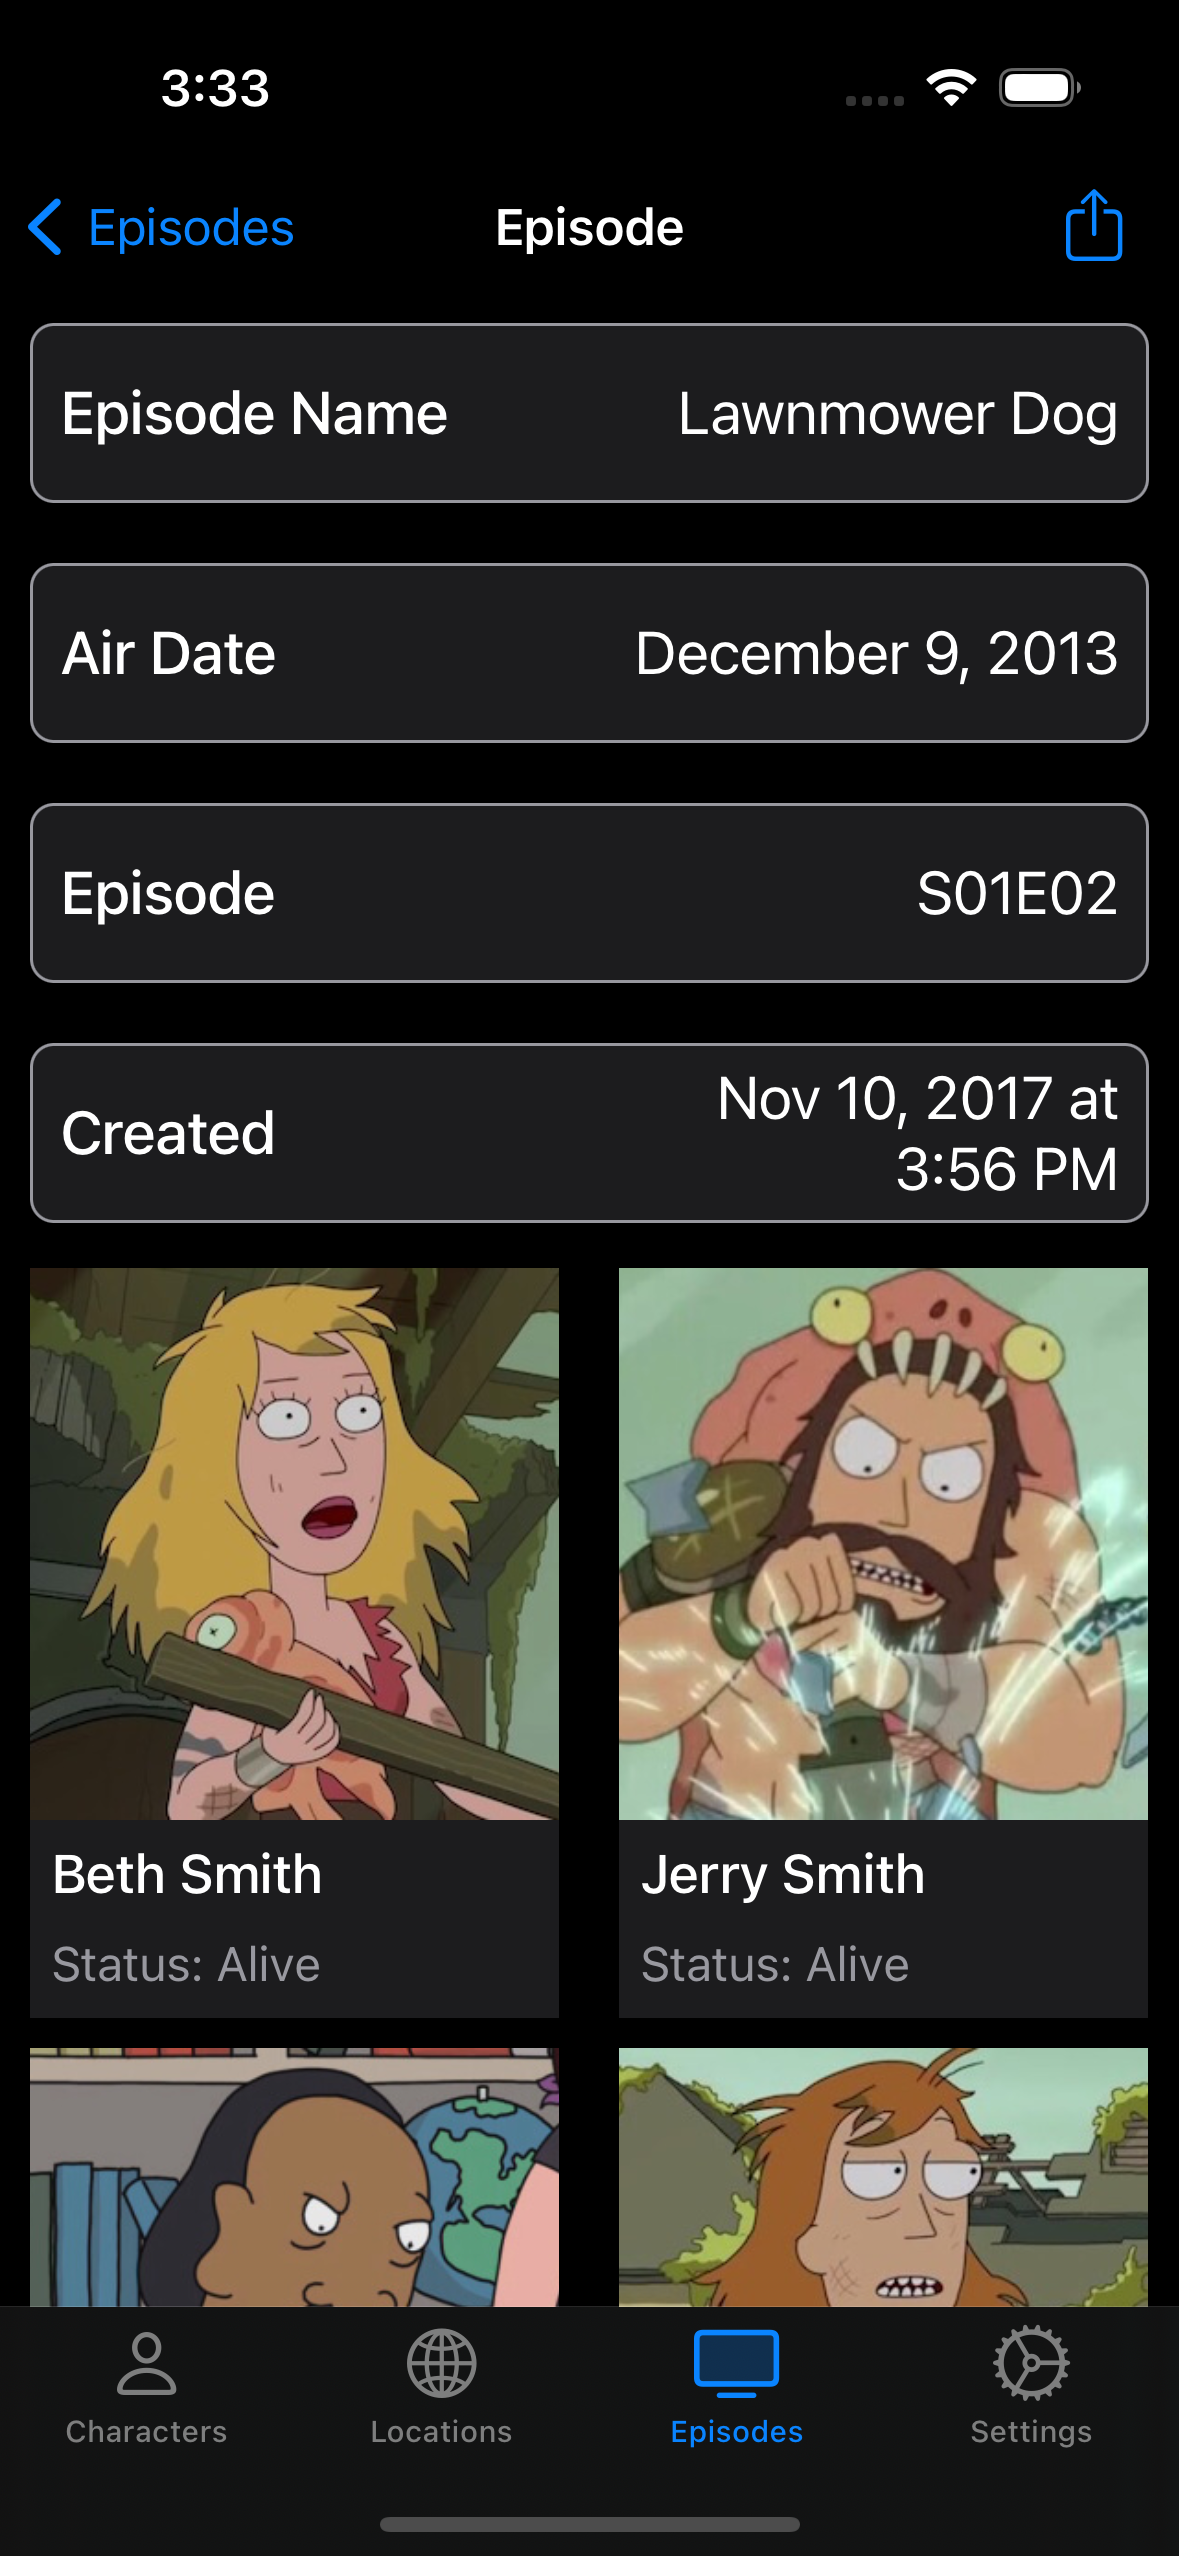 3:33
Episodes
Episode
Episode Name
Lawnmower Dog
Air Date
December 9, 2013
Episode
S01E02
Created
Nov 10, 2017 at
3:56 PM
Beth Smith
Jerry Smith
Status: Alive
Status: Alive
Characters
Locations
Episodes
Settings